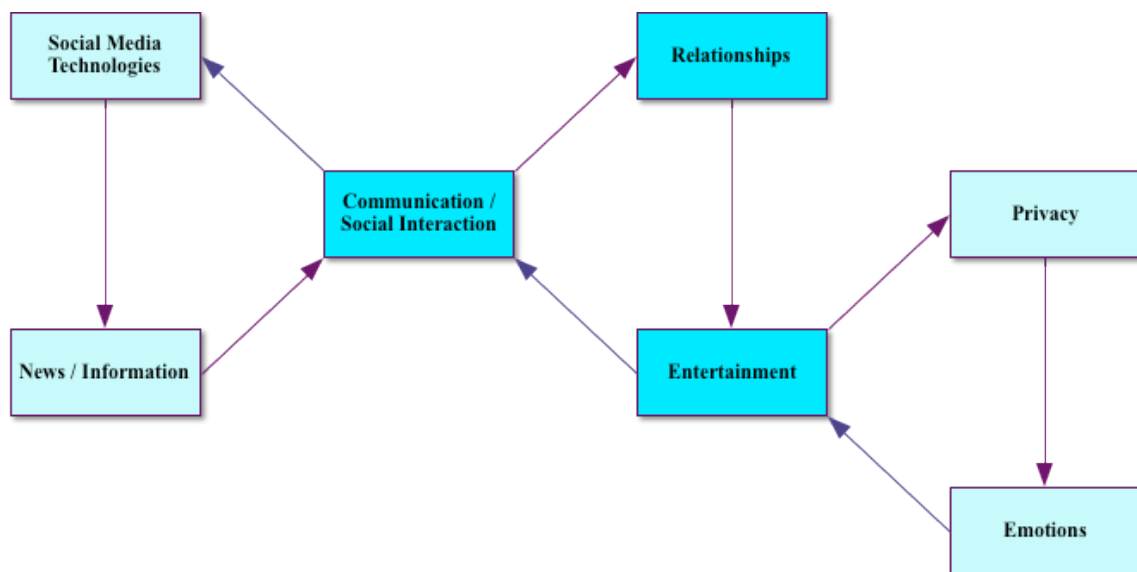 Social Media
Technologies
Relationships
Communication /
Social Interaction
Privacy
News / Information
Entertainment
Emotions